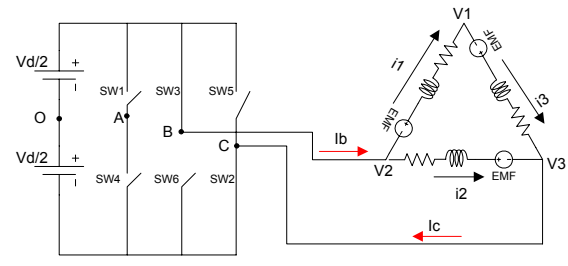 V1
EMF
Vd/2
+
-
SW1
SW3
SW5
i1
i3
O
A
B
C
EMF
Ib
V2
V3
Vd/2
+
-
SW4
SW6
SW2
i2
EMF
Ic